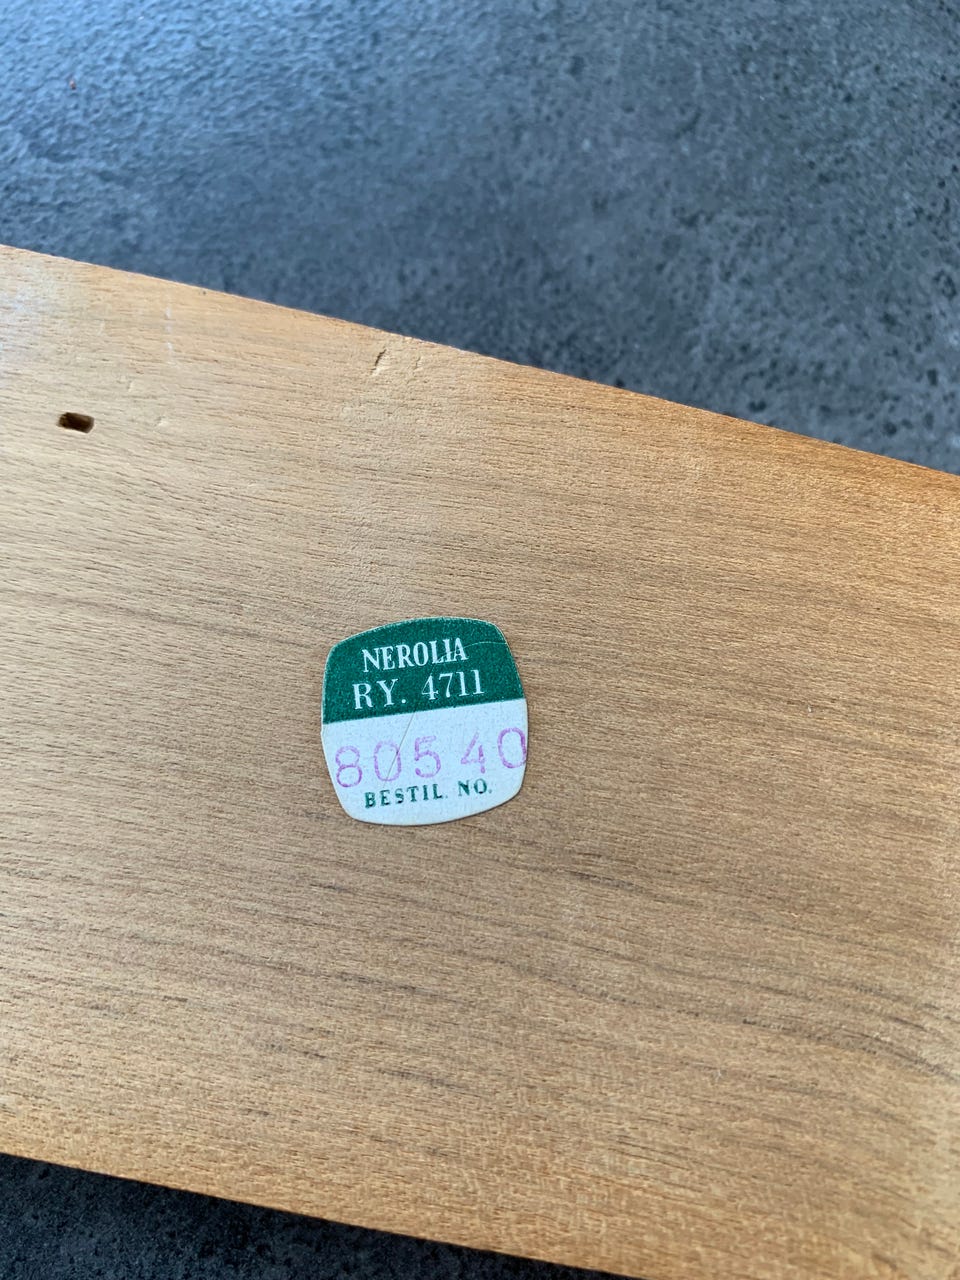 NEROLIA
RY. 4711
80540
BESTIL. NO.